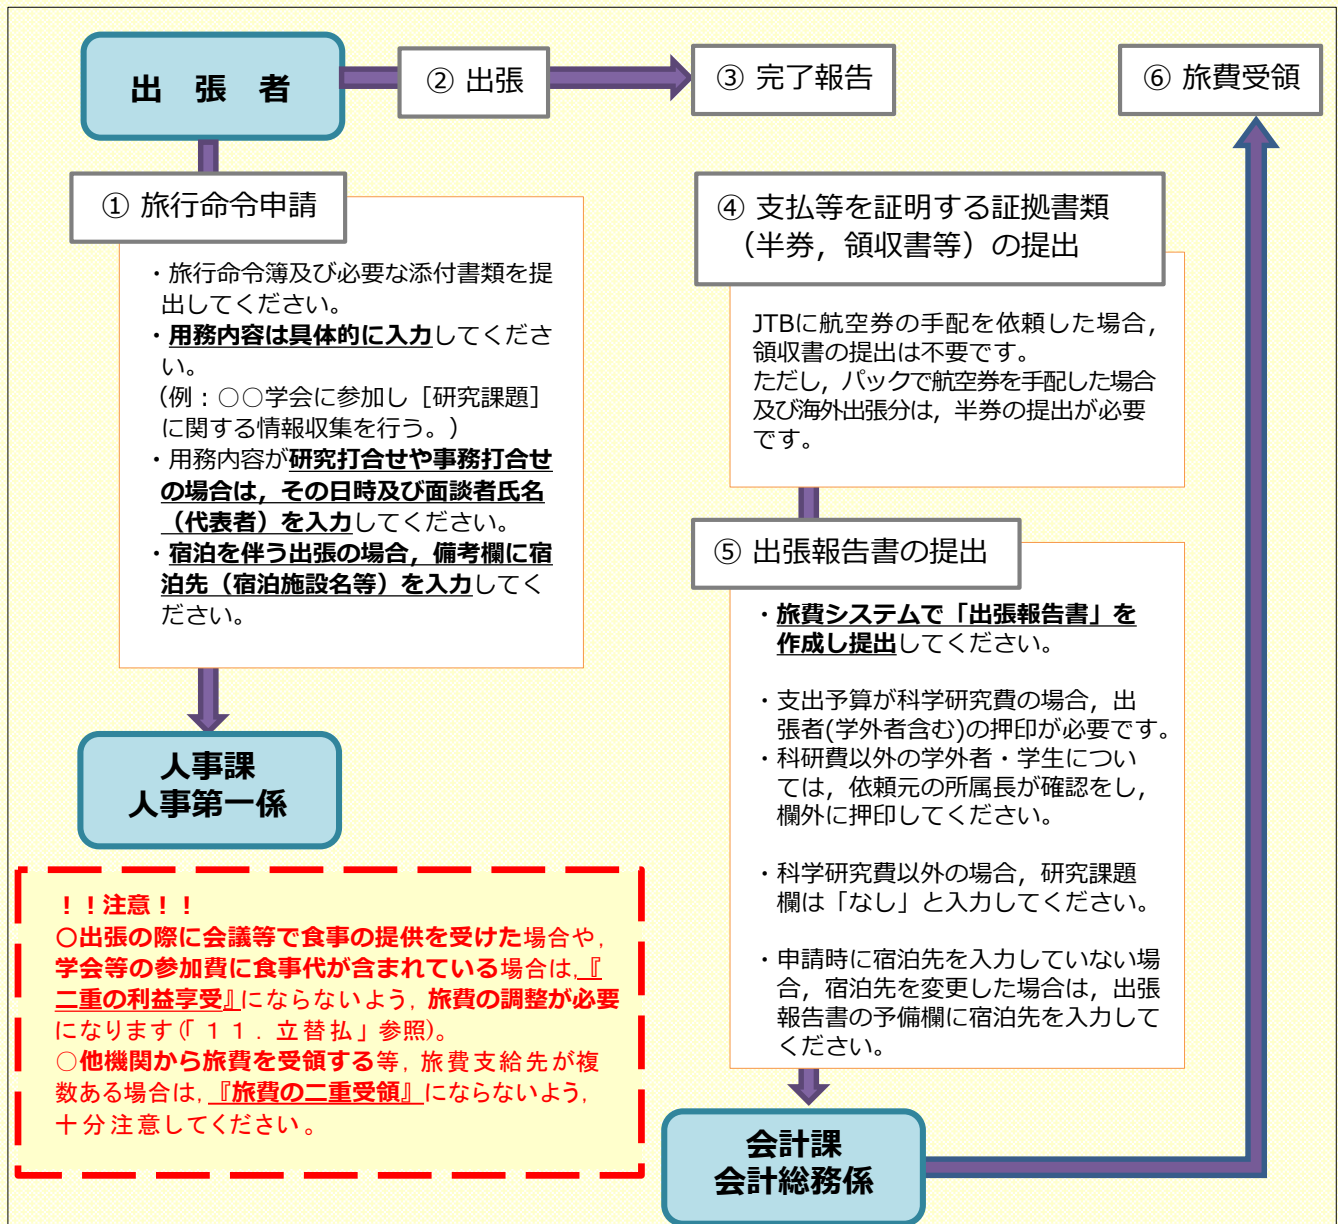 出 張 者
② 出張
③ 完了報告
⑥ 旅費受領
① 旅行命令申請
・旅行命令簿及び必要な添付書類を提
出してください。
・用務内容は具体的に入力してくださ
い。
（例：○○学会に参加し［研究課題］
に関する情報収集を行う。）
・用務内容が研究打合せや事務打合せ
の場合は，その日時及び面談者氏名
（代表者）を入力してください。
・宿泊を伴う出張の場合，備考欄に宿
泊先（宿泊施設名等）を入力してく
ださい。
人事課
人事第一係
！！注意！！
○出張の際に会議等で食事の提供を受けた場合や，
学会等の参加費に食事代が含まれている場合は，『
二重の利益享受』にならないよう，旅費の調整が必要
になります（「１１．立替払」参照）。
○他機関から旅費を受領する等，旅費支給先が複
数ある場合は，『旅費の二重受領』にならないよう，
十分注意してください。
④ 支払等を証明する証拠書類
（半券，領収書等）の提出
JTBに航空券の手配を依頼した場合，
領収書の提出は不要です。
ただし，パックで航空券を手配した場合
及び海外出張分は，半券の提出が必要
です。
⑤ 出張報告書の提出
・旅費システムで「出張報告書」を
作成し提出してください。
・支出予算が科学研究費の場合，出
張者(学外者含む)の押印が必要です。
・科研費以外の学外者・学生につい
ては，依頼元の所属長が確認をし，
欄外に押印してください。
・科学研究費以外の場合，研究課題
欄は「なし」と入力してください。
・申請時に宿泊先を入力していない場
合，宿泊先を変更した場合は，出張
報告書の予備欄に宿泊先を入力して
ください。
会計課
会計総務係